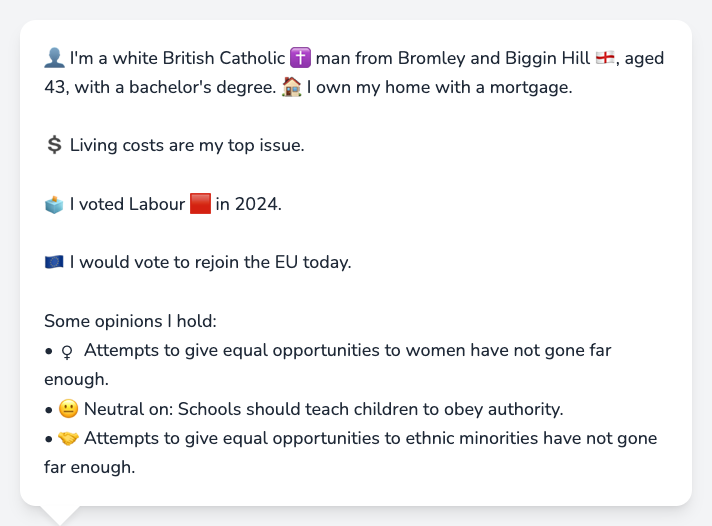 👤 I'm a white British Catholic ✝️ man from Bromley and Biggin Hill 🏴󠁧󠁢󠁥󠁮󠁧󠁿, aged
43, with a bachelor's degree. 🏠 I own my home with a mortgage.
💲 Living costs are my top issue.
🗳️ I voted Labour 🟥 in 2024.
🇪🇺 I would vote to rejoin the EU today.
Some opinions I hold:
• ♀ Attempts to give equal opportunities to women have not gone far
enough.
• 😐 Neutral on: Schools should teach children to obey authority.
• 🤝 Attempts to give equal opportunities to ethnic minorities have not gone
far enough.